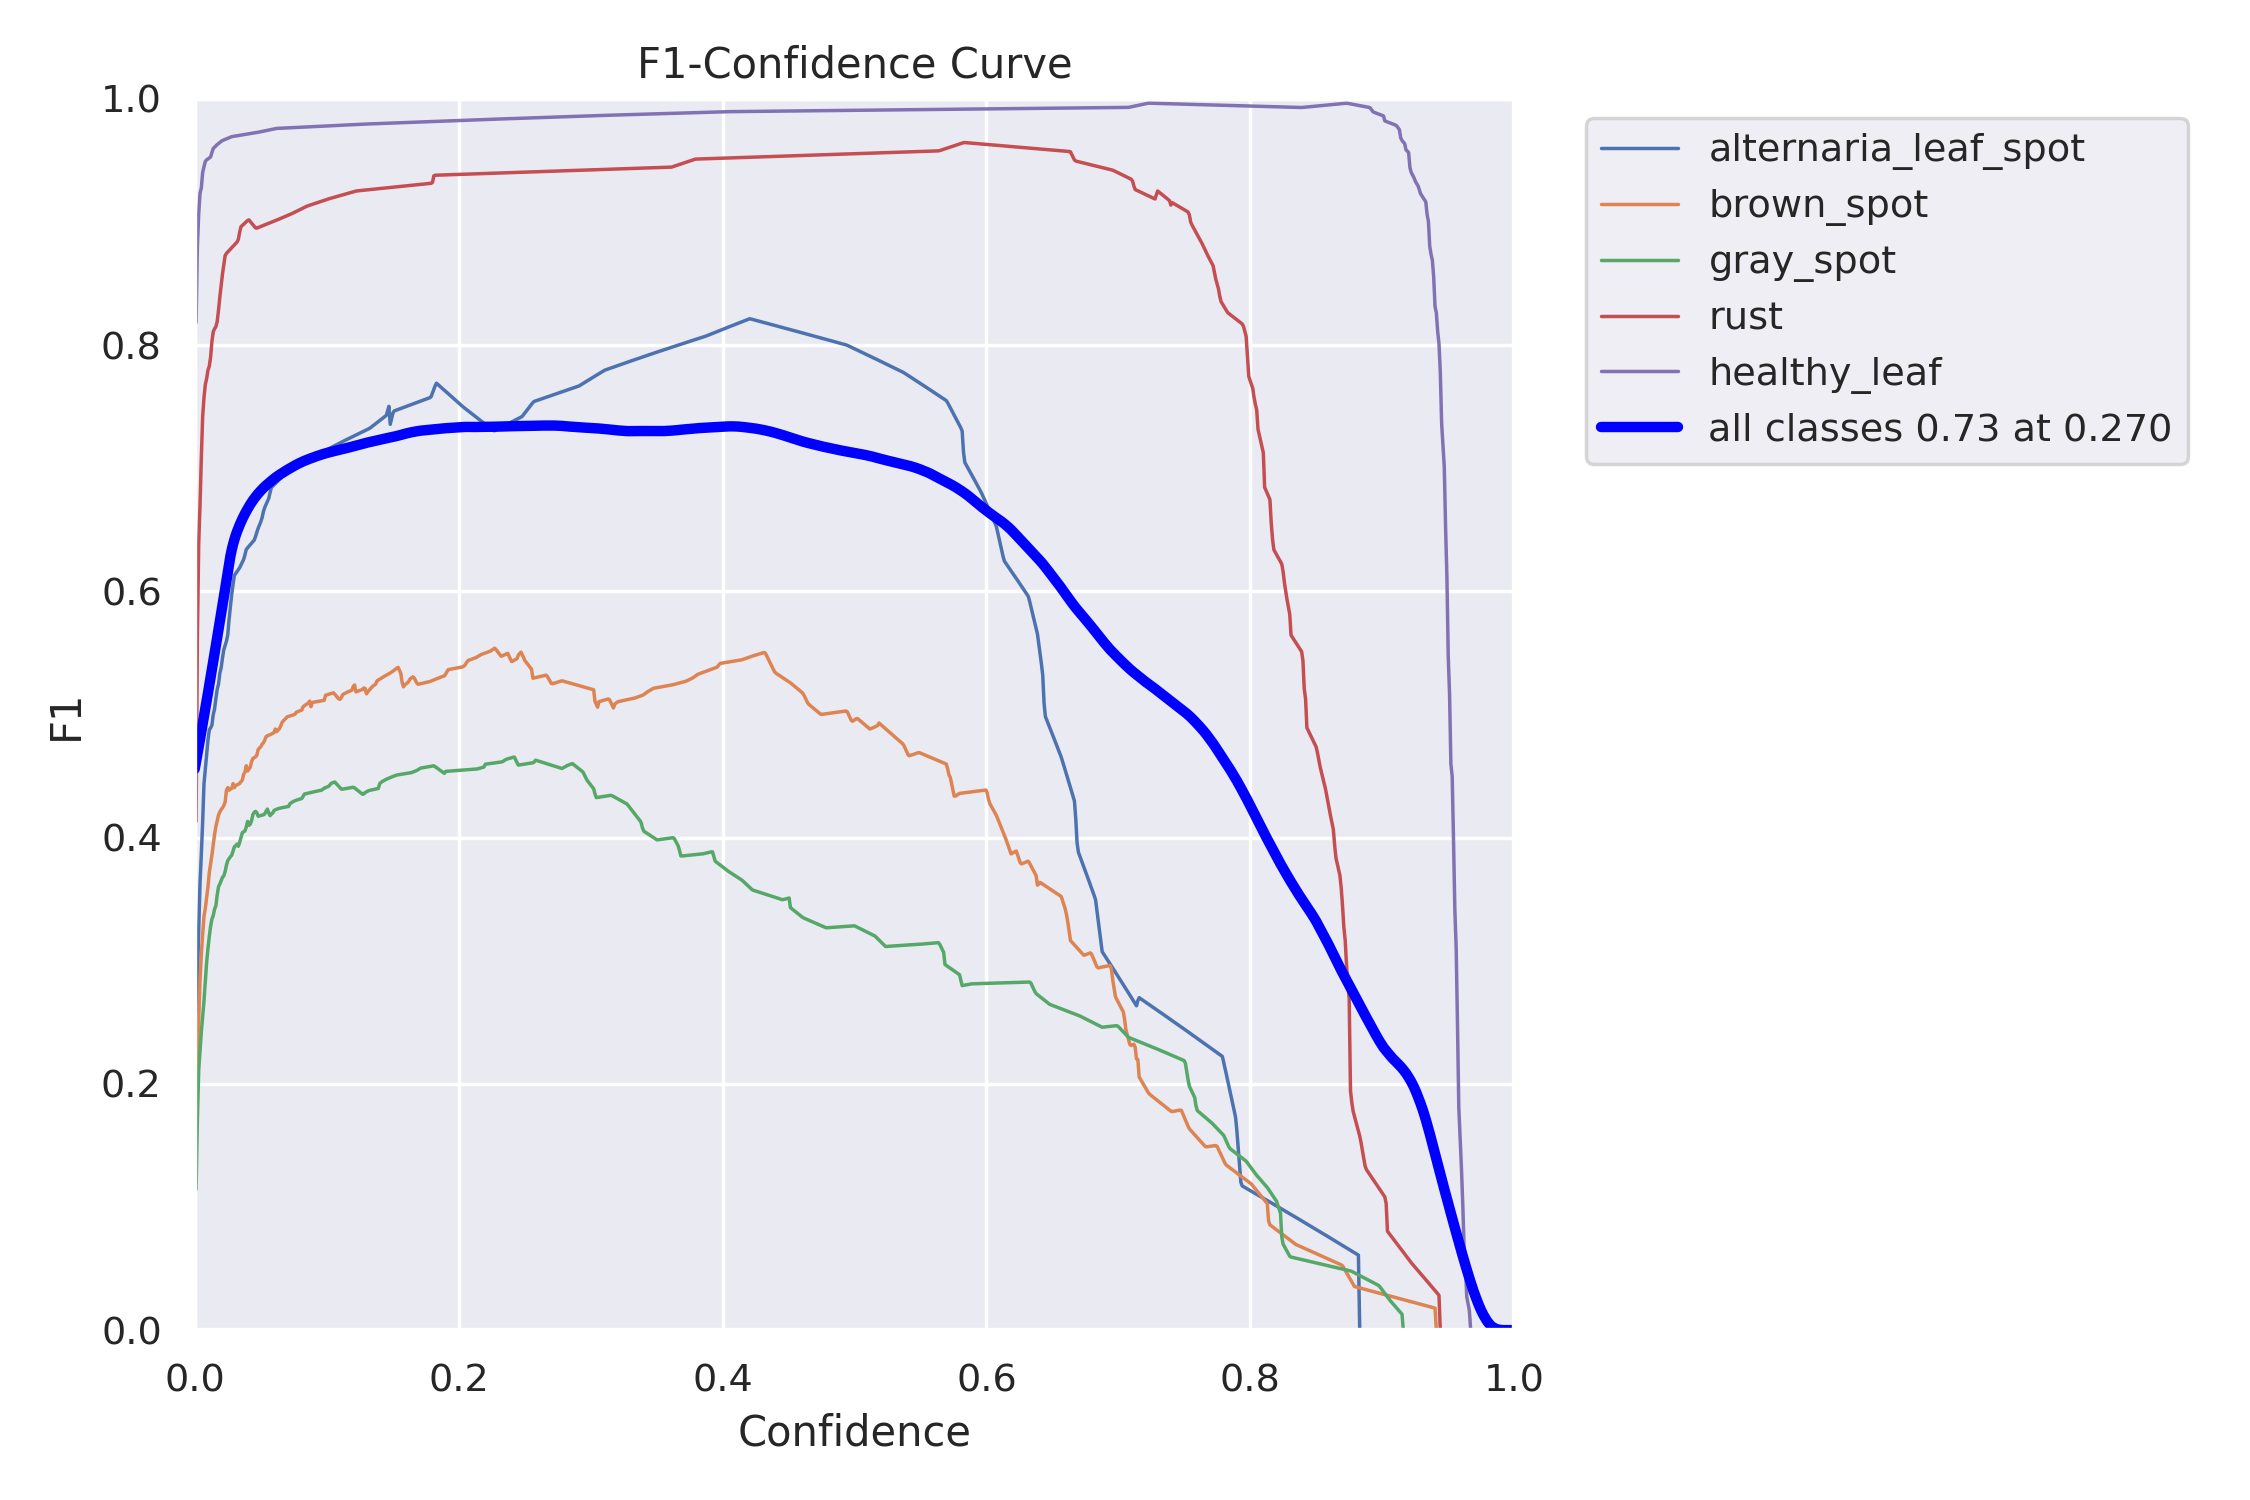 F1-Confidence Curve
1.0
0.8
0.6
0.4
0.2
0.0
F1
0.0 0.2 0.4 0.6 0.8 1.0
Confidence
alternaria_leaf_spot
brown_spot
gray_spot
rust
healthy_leaf
all classes 0.73 at 0.270